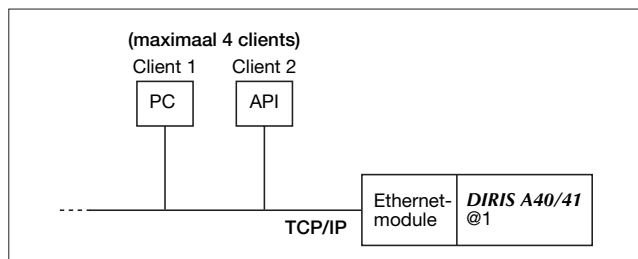 (maximaal 4 clients)
Client 1 Client 2
PC API
Ethernet-
module
DIRIS A40/41
@1
TCP/IP